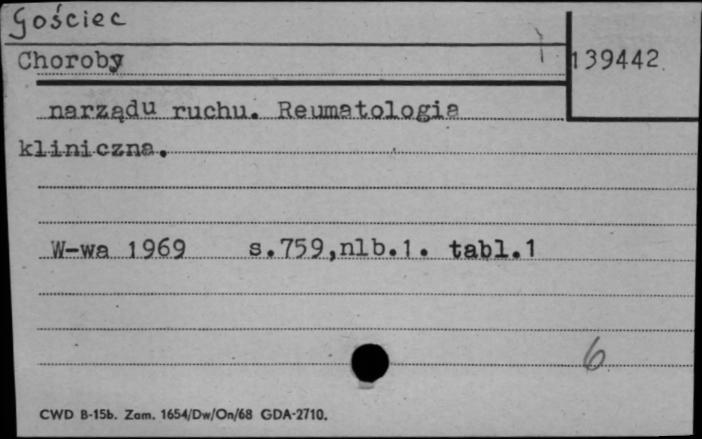 Gościec
Choroby
139442
narządu ruchu. Reumatologia
kliniczna.
W-wa 1969 s.759,nlb.1. tabl.1
6
CWD B-15b. Zam. 1654/Dw/On/68 GDA-2710.